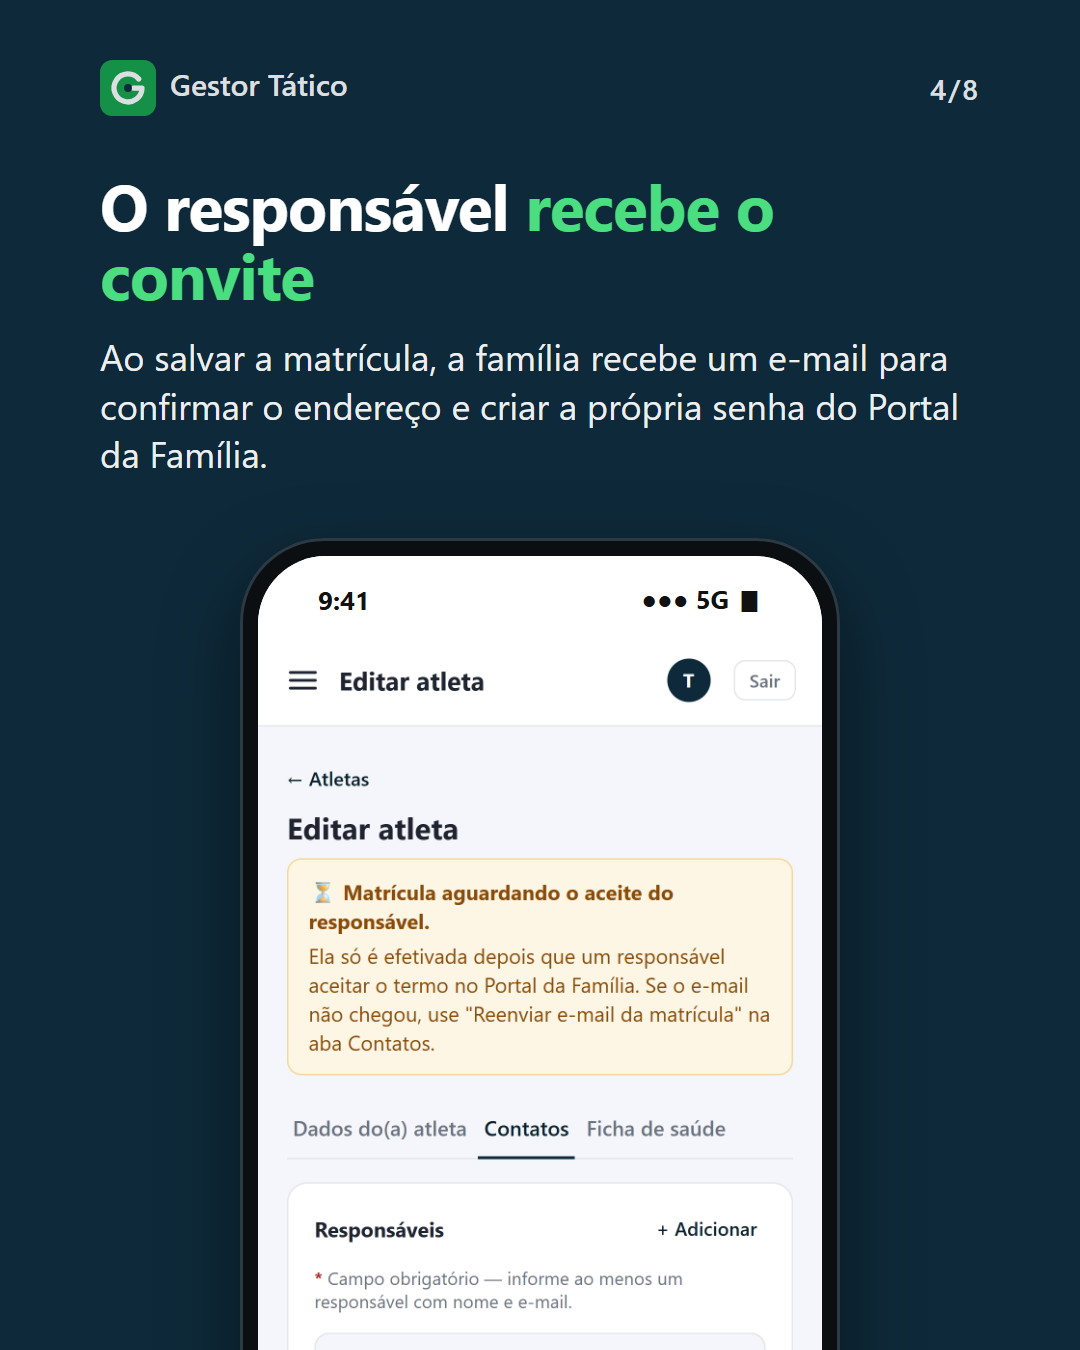 Gestor Tático
4/8
O responsável recebe o
convite
Ao salvar a matrícula, a família recebe um e-mail para
confirmar o endereço e criar a própria senha do Portal
da Família.
9:41
●●● 5G
Editar atleta
T
Sair
← Atletas
Editar atleta
⏳ Matrícula aguardando o aceite do
responsável.
Ela só é efetivada depois que um responsável
aceitar o termo no Portal da Família. Se o e-mail
não chegou, use "Reenviar e-mail da matrícula" na
aba Contatos.
Dados do(a) atleta Contatos Ficha de saúde
Responsáveis
+ Adicionar
* Campo obrigatório — informe ao menos um
responsável com nome e e-mail.